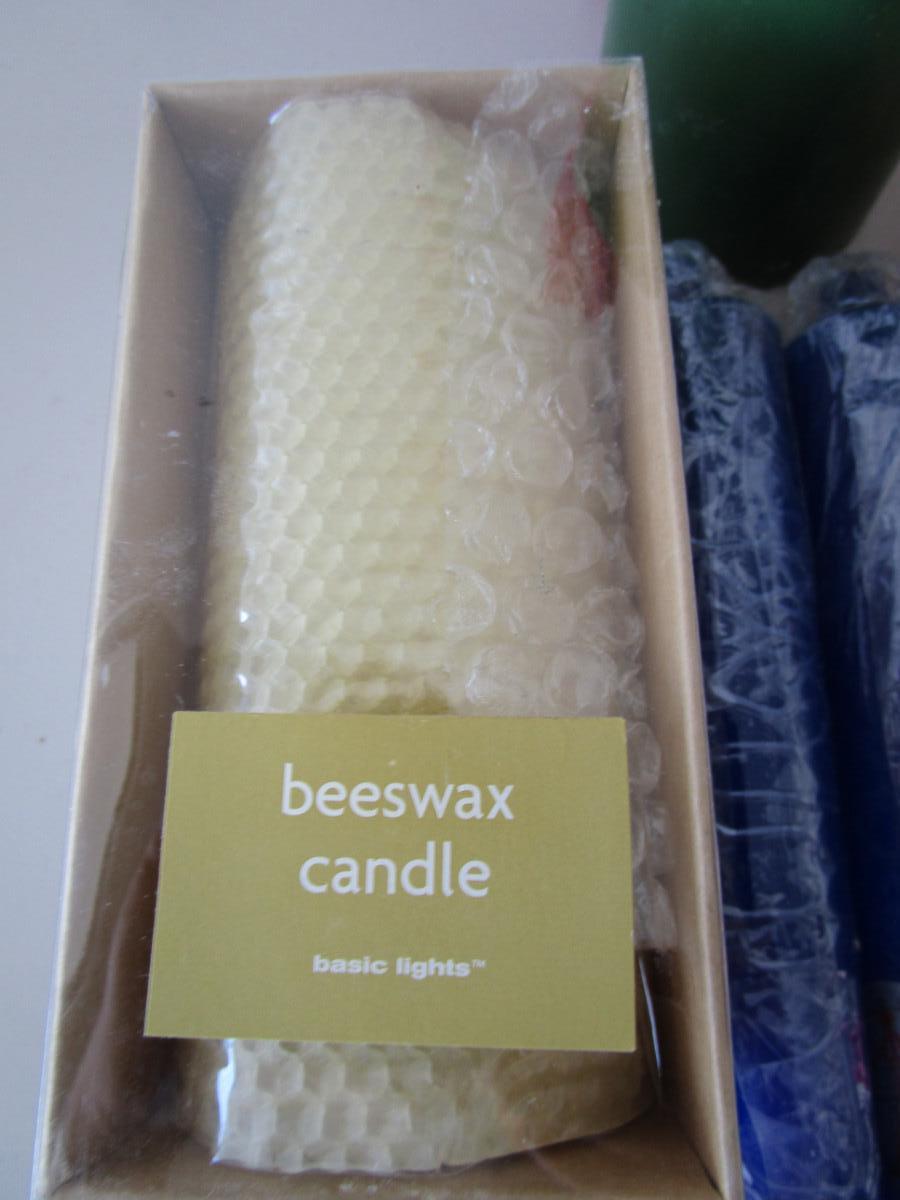 beeswax
candle
basic lights™